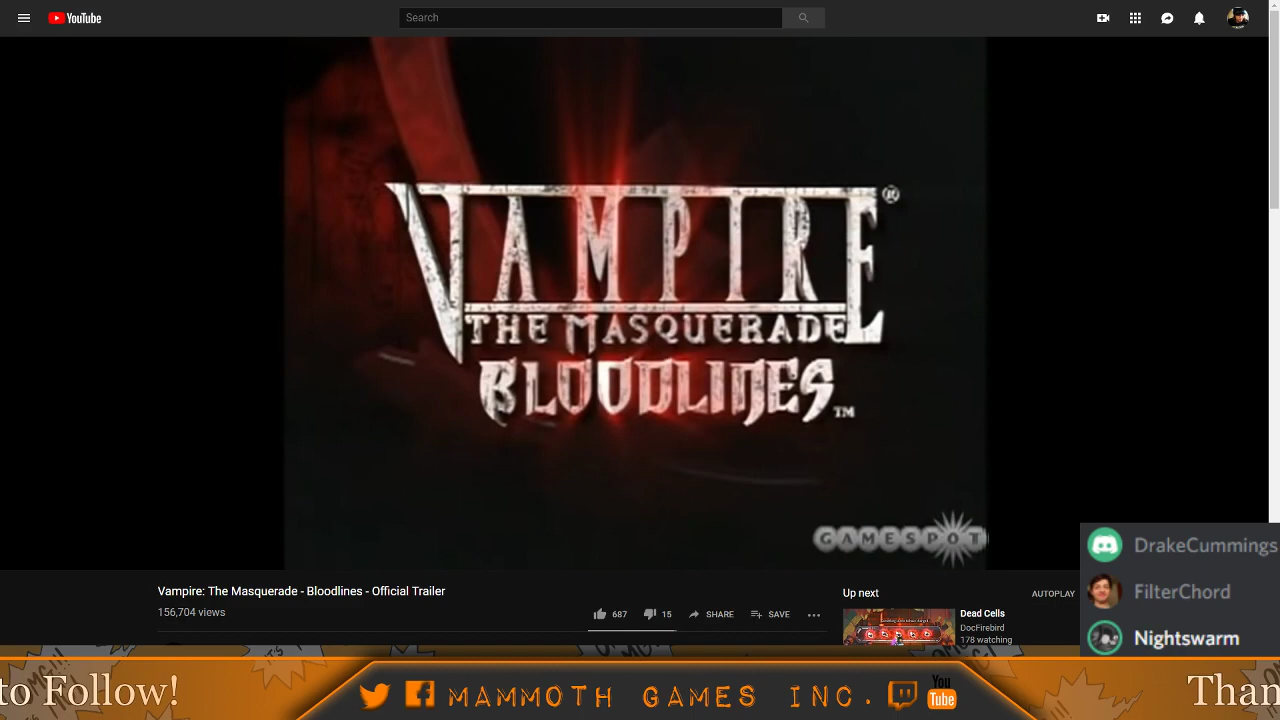 YouTube
Search
VAMPIRE®
THE MASQUERADE
BLOODLINES™
GAMESPOT
Vampire: The Masquerade - Bloodlines - Official Trailer
156,704 views
687
15
SHARE
SAVE
Up next
AUTOPLAY
Dead Cells
DocFirebird
178 watching
DrakeCummings
FilterChord
Nightswarm
to Follow!
MAMMOTH GAMES INC.
You
Tube
Than